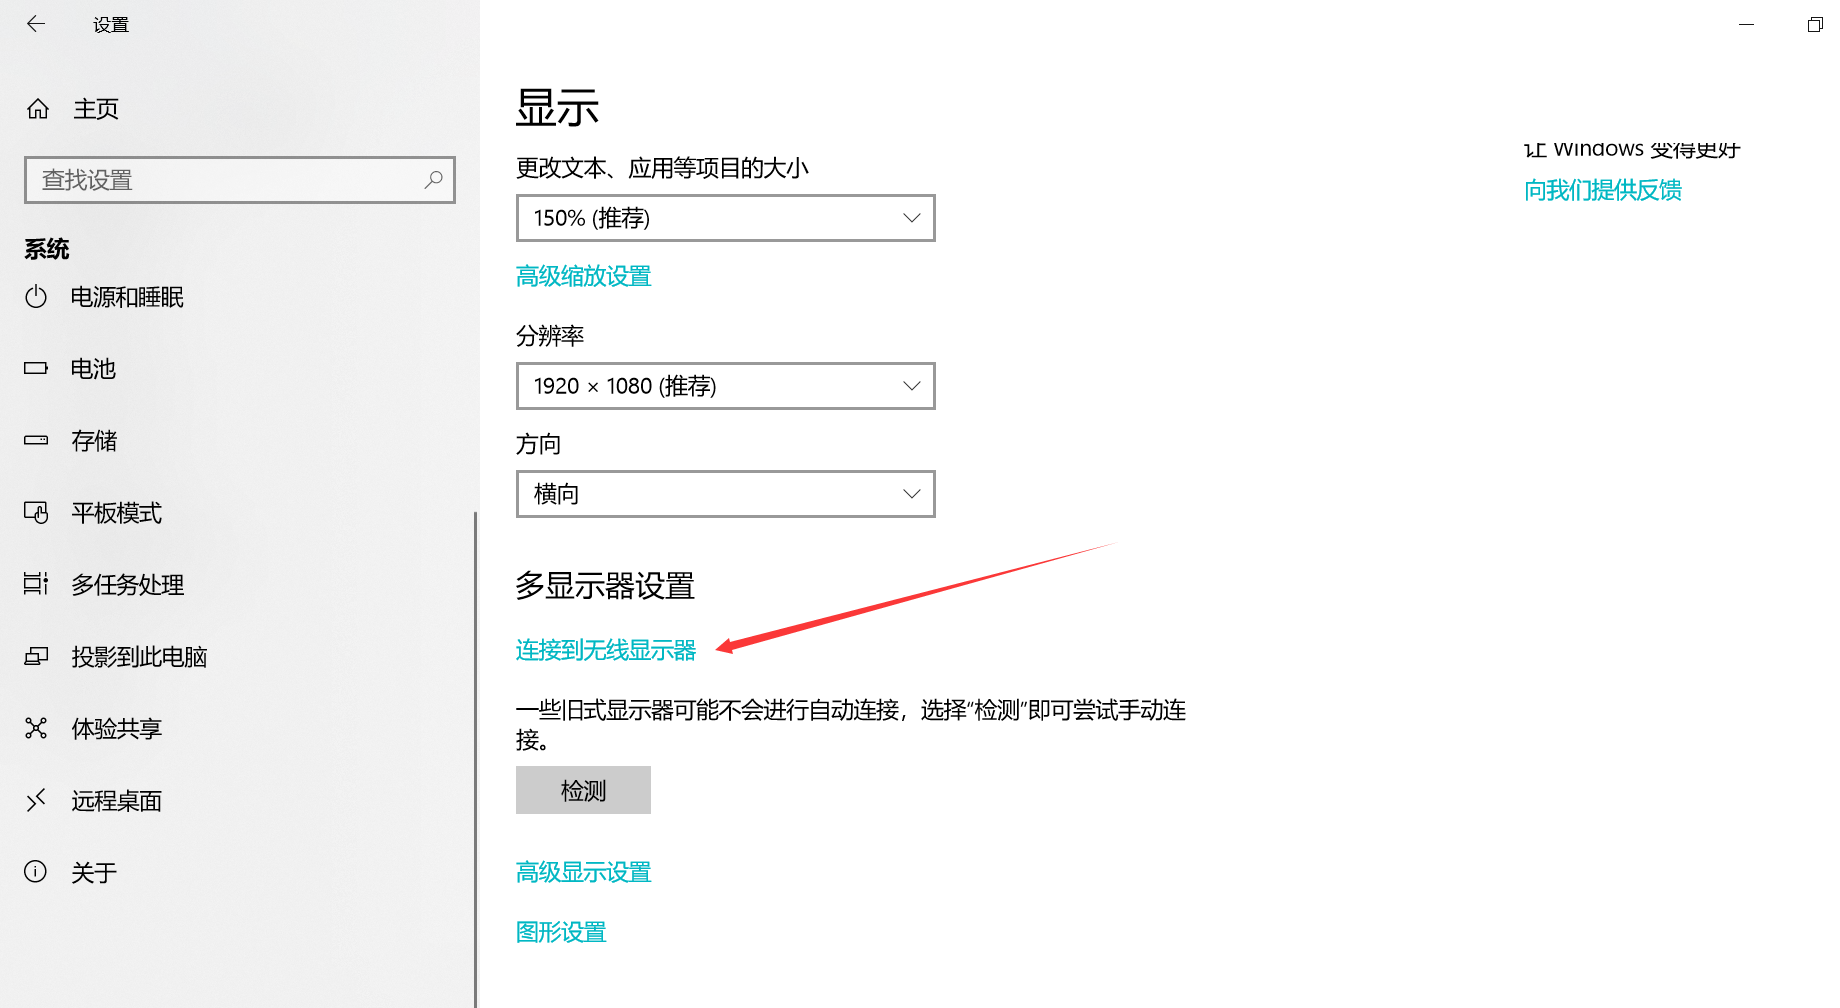 设置
主页
查找设置
系统
电源和睡眠
电池
存储
平板模式
多任务处理
投影到此电脑
体验共享
远程桌面
关于
显示
更改文本、应用等项目的大小
150% (推荐)
高级缩放设置
分辨率
1920 × 1080 (推荐)
方向
横向
多显示器设置
连接到无线显示器
一些旧式显示器可能不会进行自动连接，选择“检测”即可尝试手动连
接。
检测
高级显示设置
图形设置
让 Windows 变得更好
向我们提供反馈